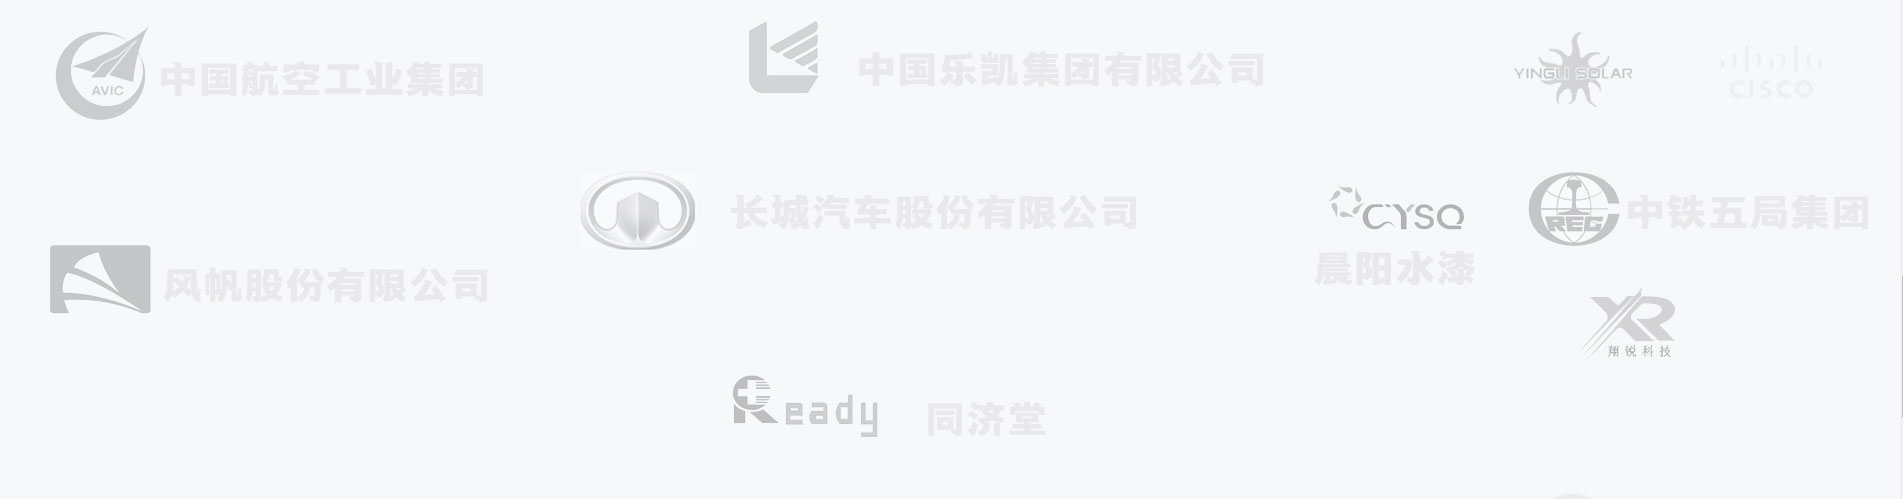 AVIC
中国航空工业集团
中国乐凯集团有限公司
YINGLI SOLAR
CISCO
长城汽车股份有限公司
CYSQ
晨阳水漆
CREC
中铁五局集团
风帆股份有限公司
XR
翔锐科技
Ready
同济堂